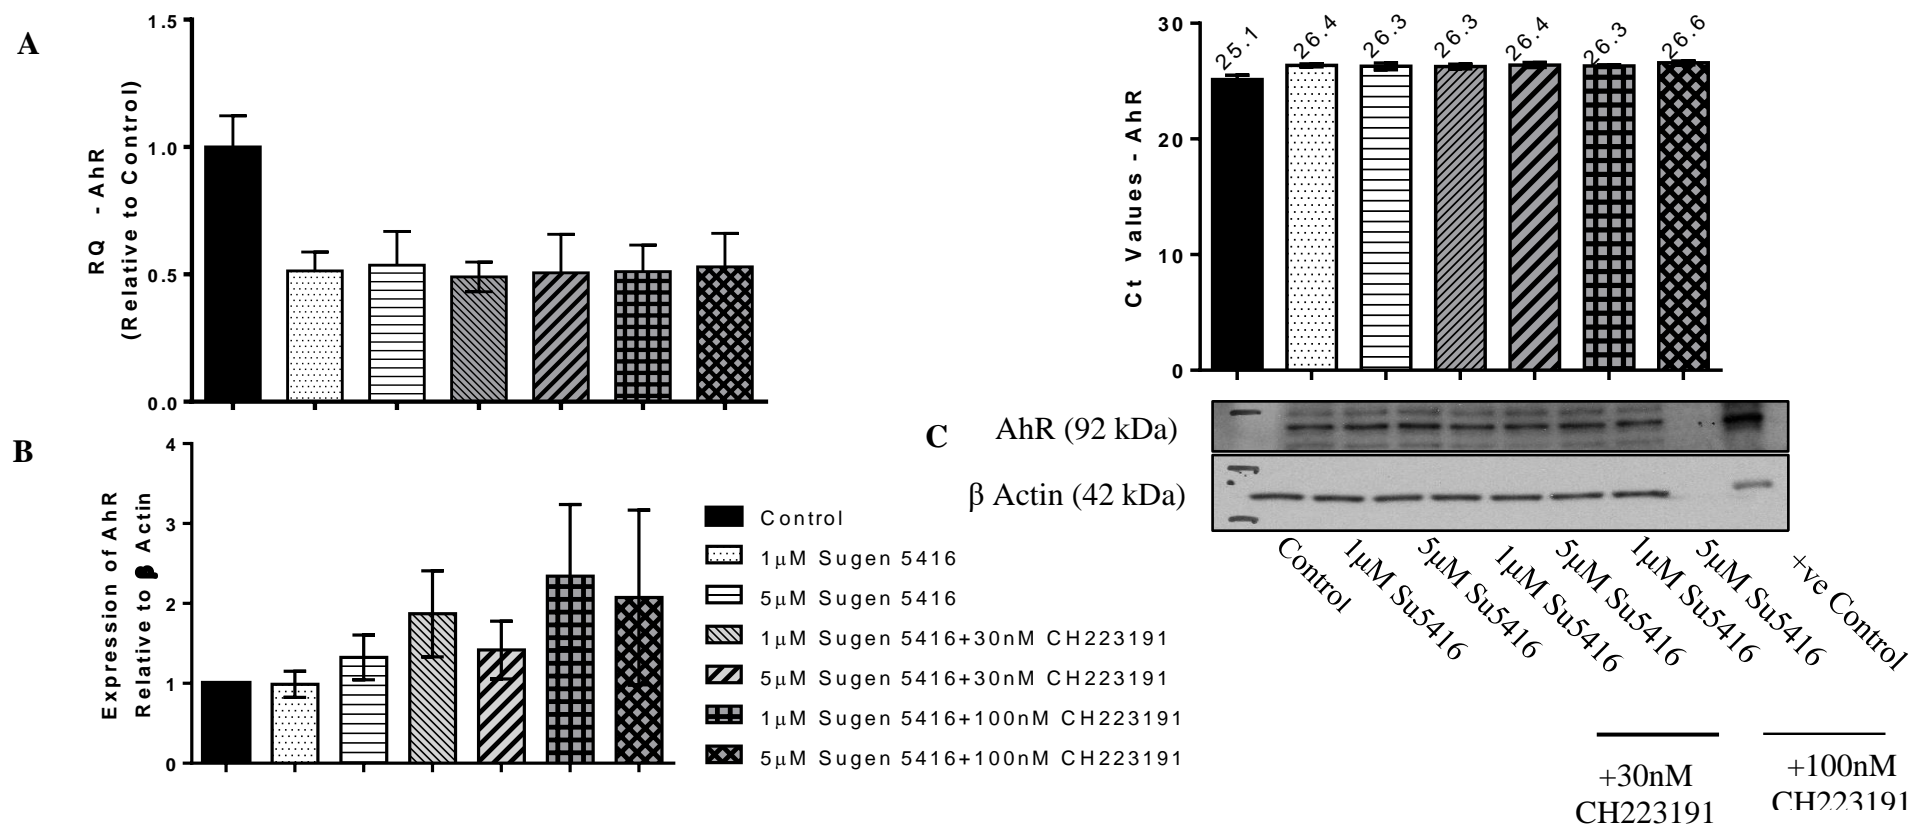 A
RQ - AhR
(Relative to Control)
1.5
1.0
0.5
0.0
Ct Values - AhR
30
20
10
0
25.1
26.4
26.3
26.3
26.4
26.3
26.6
B
Expression of AhR
Relative to β Actin
4
3
2
1
0
Control
1μM Sugen 5416
5μM Sugen 5416
1μM Sugen 5416+30nM CH223191
5μM Sugen 5416+30nM CH223191
1μM Sugen 5416+100nM CH223191
5μM Sugen 5416+100nM CH223191
C
AhR (92 kDa)
β Actin (42 kDa)
Control
1μM Su5416
5μM Su5416
1μM Su5416
5μM Su5416
1μM Su5416
5μM Su5416
+ve Control
+30nM
CH223191
+100nM
CH223191